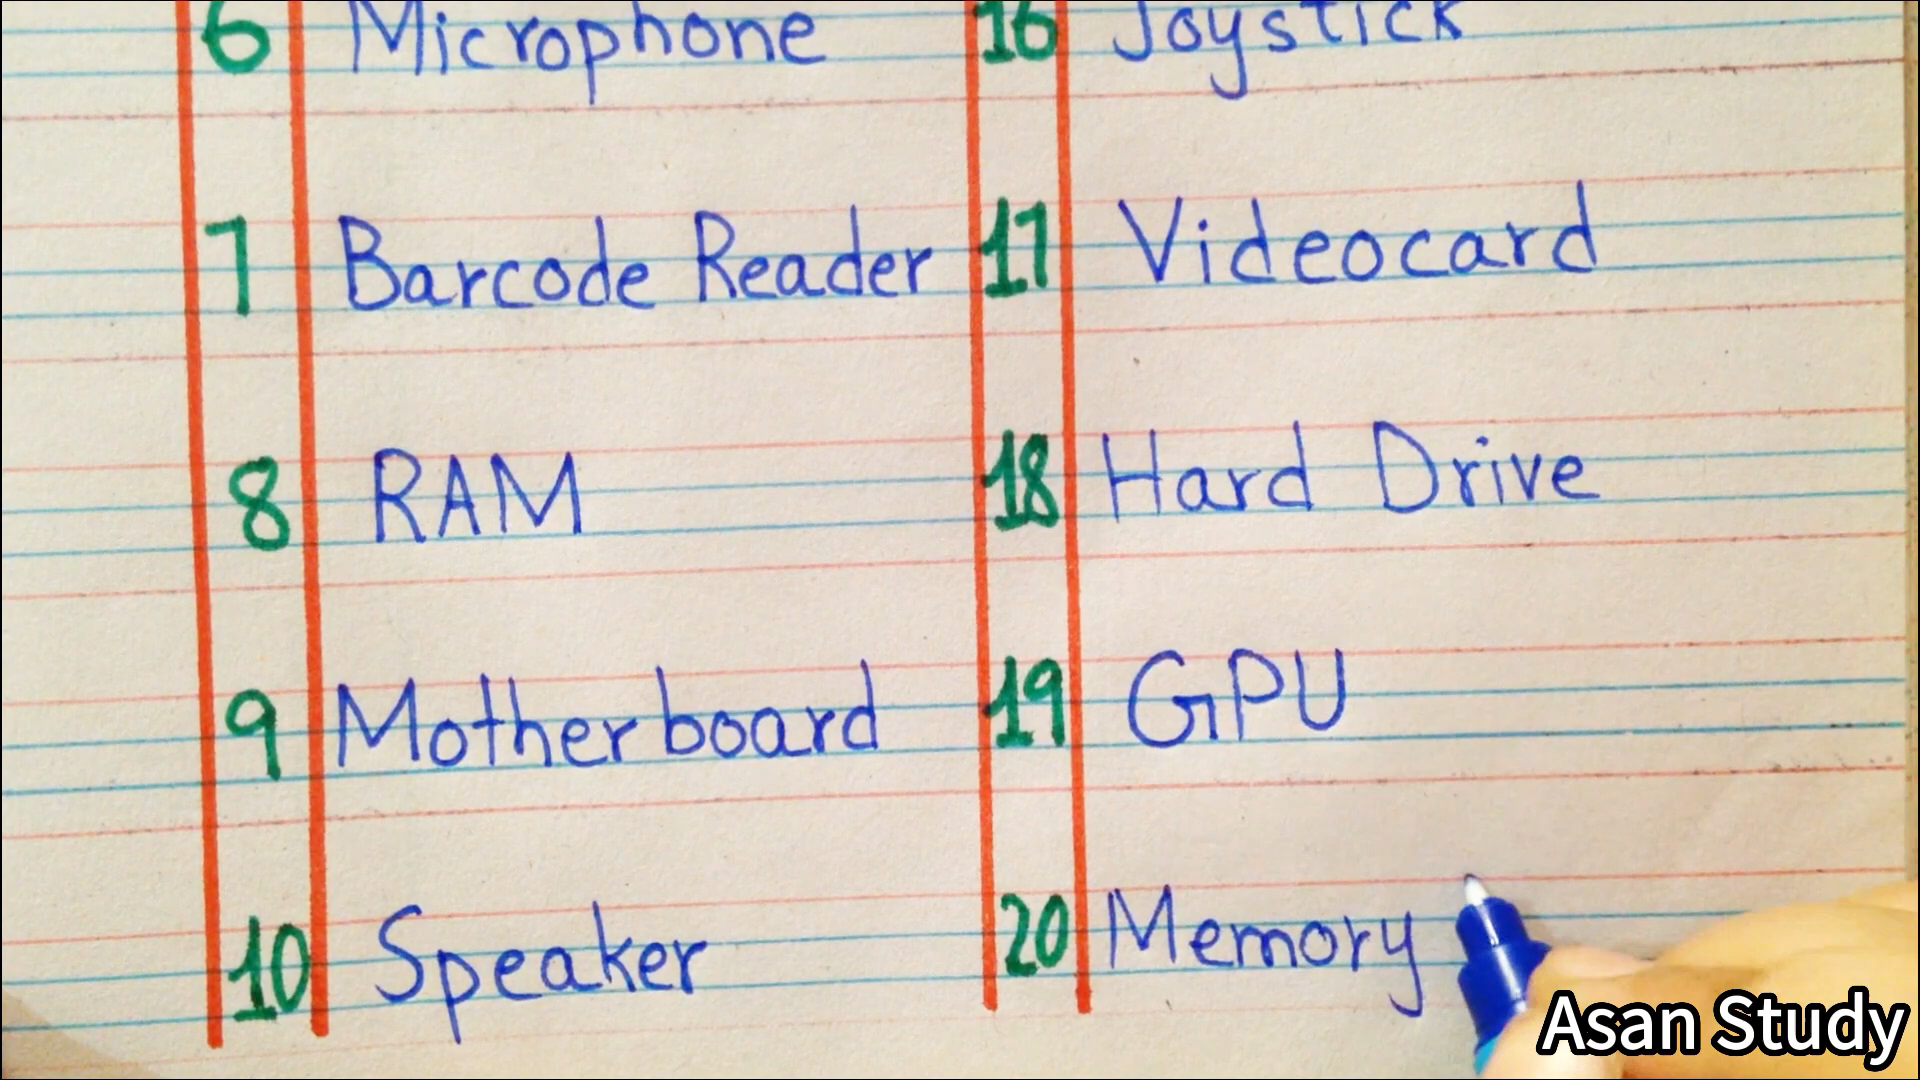 6 Microphone 16 Joystick
7 Barcode Reader 17 Videocard
8 RAM 18 Hard Drive
9 Motherboard 19 GPU
10 Speaker 20 Memory
Asan Study